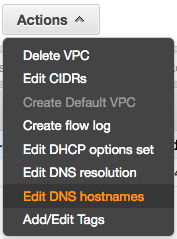 Actions
Delete VPC
Edit CIDRs
Create Default VPC
Create flow log
Edit DHCP options set
Edit DNS resolution
Edit DNS hostnames
Add/Edit Tags